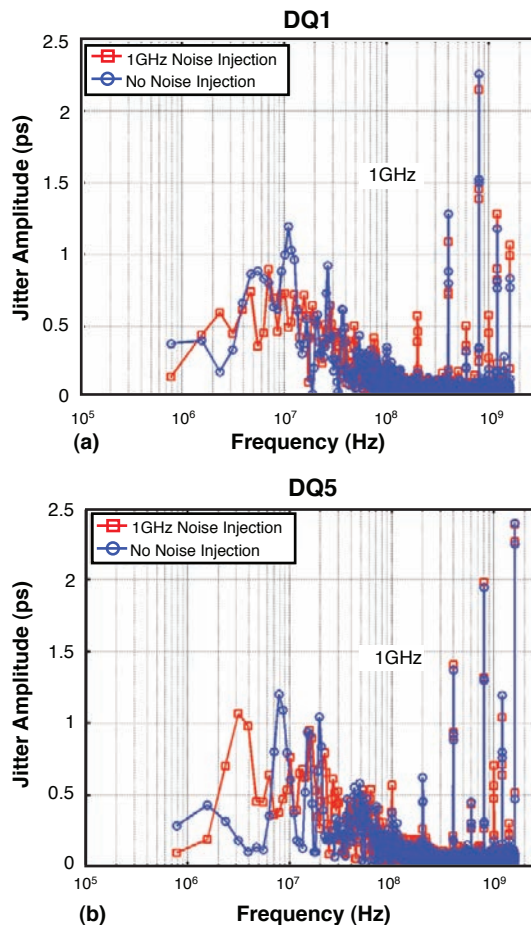 DQ1
1GHz Noise Injection
No Noise Injection
1GHz
Jitter Amplitude (ps)
2.5
2
1.5
1
0.5
0
10⁵
10⁶
10⁷
10⁸
10⁹
(a)
Frequency (Hz)
DQ5
1GHz Noise Injection
No Noise Injection
1GHz
Jitter Amplitude (ps)
2.5
2
1.5
1
0.5
0
10⁵
10⁶
10⁷
10⁸
10⁹
(b)
Frequency (Hz)